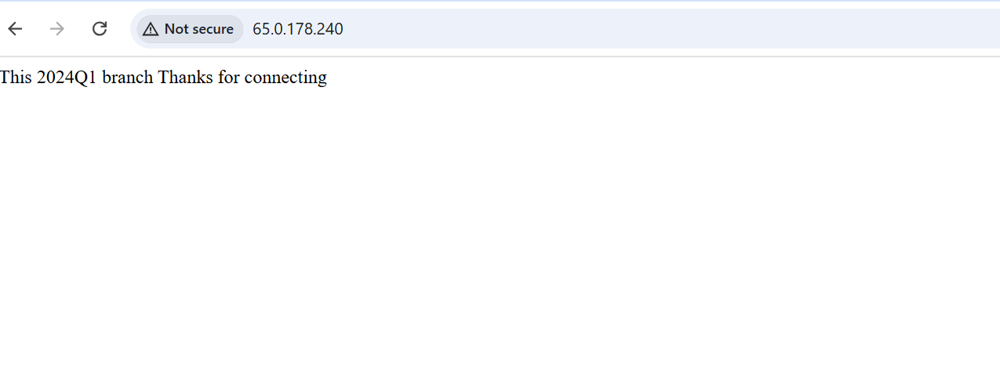 Not secure 65.0.178.240
This 2024Q1 branch Thanks for connecting